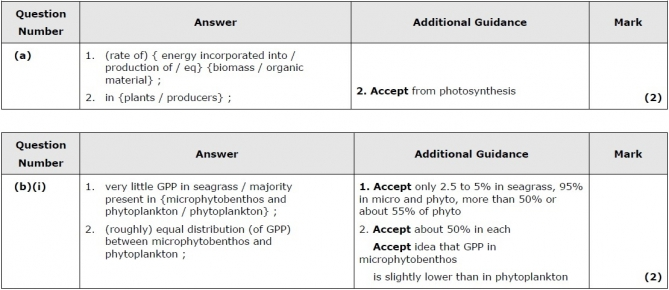 Question Number
Answer
Additional Guidance
Mark
(a)
1. (rate of) { energy incorporated into /
production of / eq} {biomass / organic
material} ;
2. in {plants / producers} ;
2. Accept from photosynthesis
(2)
Question Number
Answer
Additional Guidance
Mark
(b)(i)
1. very little GPP in seagrass / majority
present in {microphytobenthos and
phytoplankton / phytoplankton} ;
2. (roughly) equal distribution (of GPP)
between microphytobenthos and
phytoplankton ;
1. Accept only 2.5 to 5% in seagrass, 95%
in micro and phyto, more than 50% or
about 55% of phyto
2. Accept about 50% in each
Accept idea that GPP in
microphytobenthos
is slightly lower than in phytoplankton
(2)